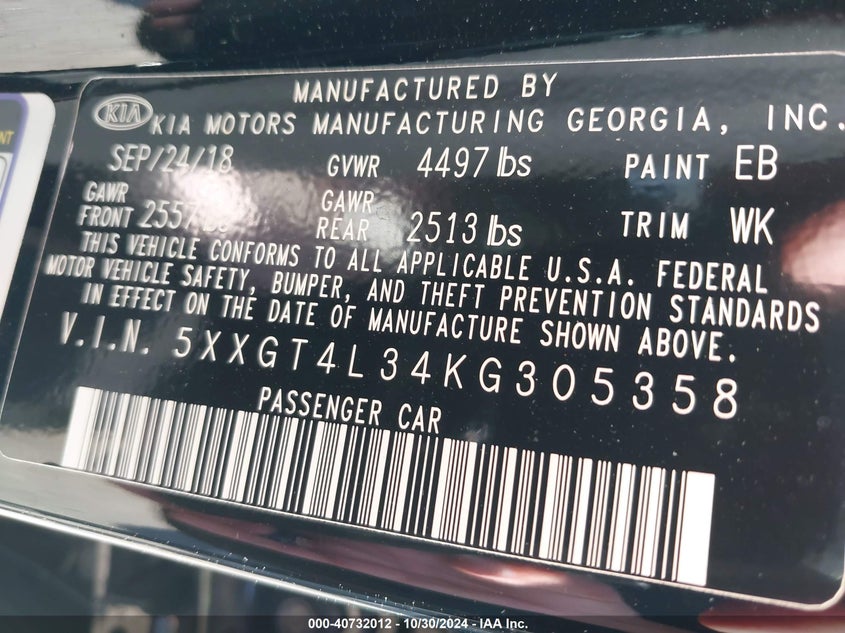 MANUFACTURED BY
KIA KIA MOTORS MANUFACTURING GEORGIA, INC.
SEP/24/18 GVWR 4497 lbs PAINT EB
GAWR FRONT 2557 lbs GAWR REAR 2513 lbs TRIM WK
THIS VEHICLE CONFORMS TO ALL APPLICABLE U.S.A. FEDERAL
MOTOR VEHICLE SAFETY, BUMPER, AND THEFT PREVENTION STANDARDS
IN EFFECT ON THE DATE OF MANUFACTURE SHOWN ABOVE.
V.I.N. 5XXGT4L34KG305358
PASSENGER CAR
000-40732012 - 10/30/2024 - IAA Inc.